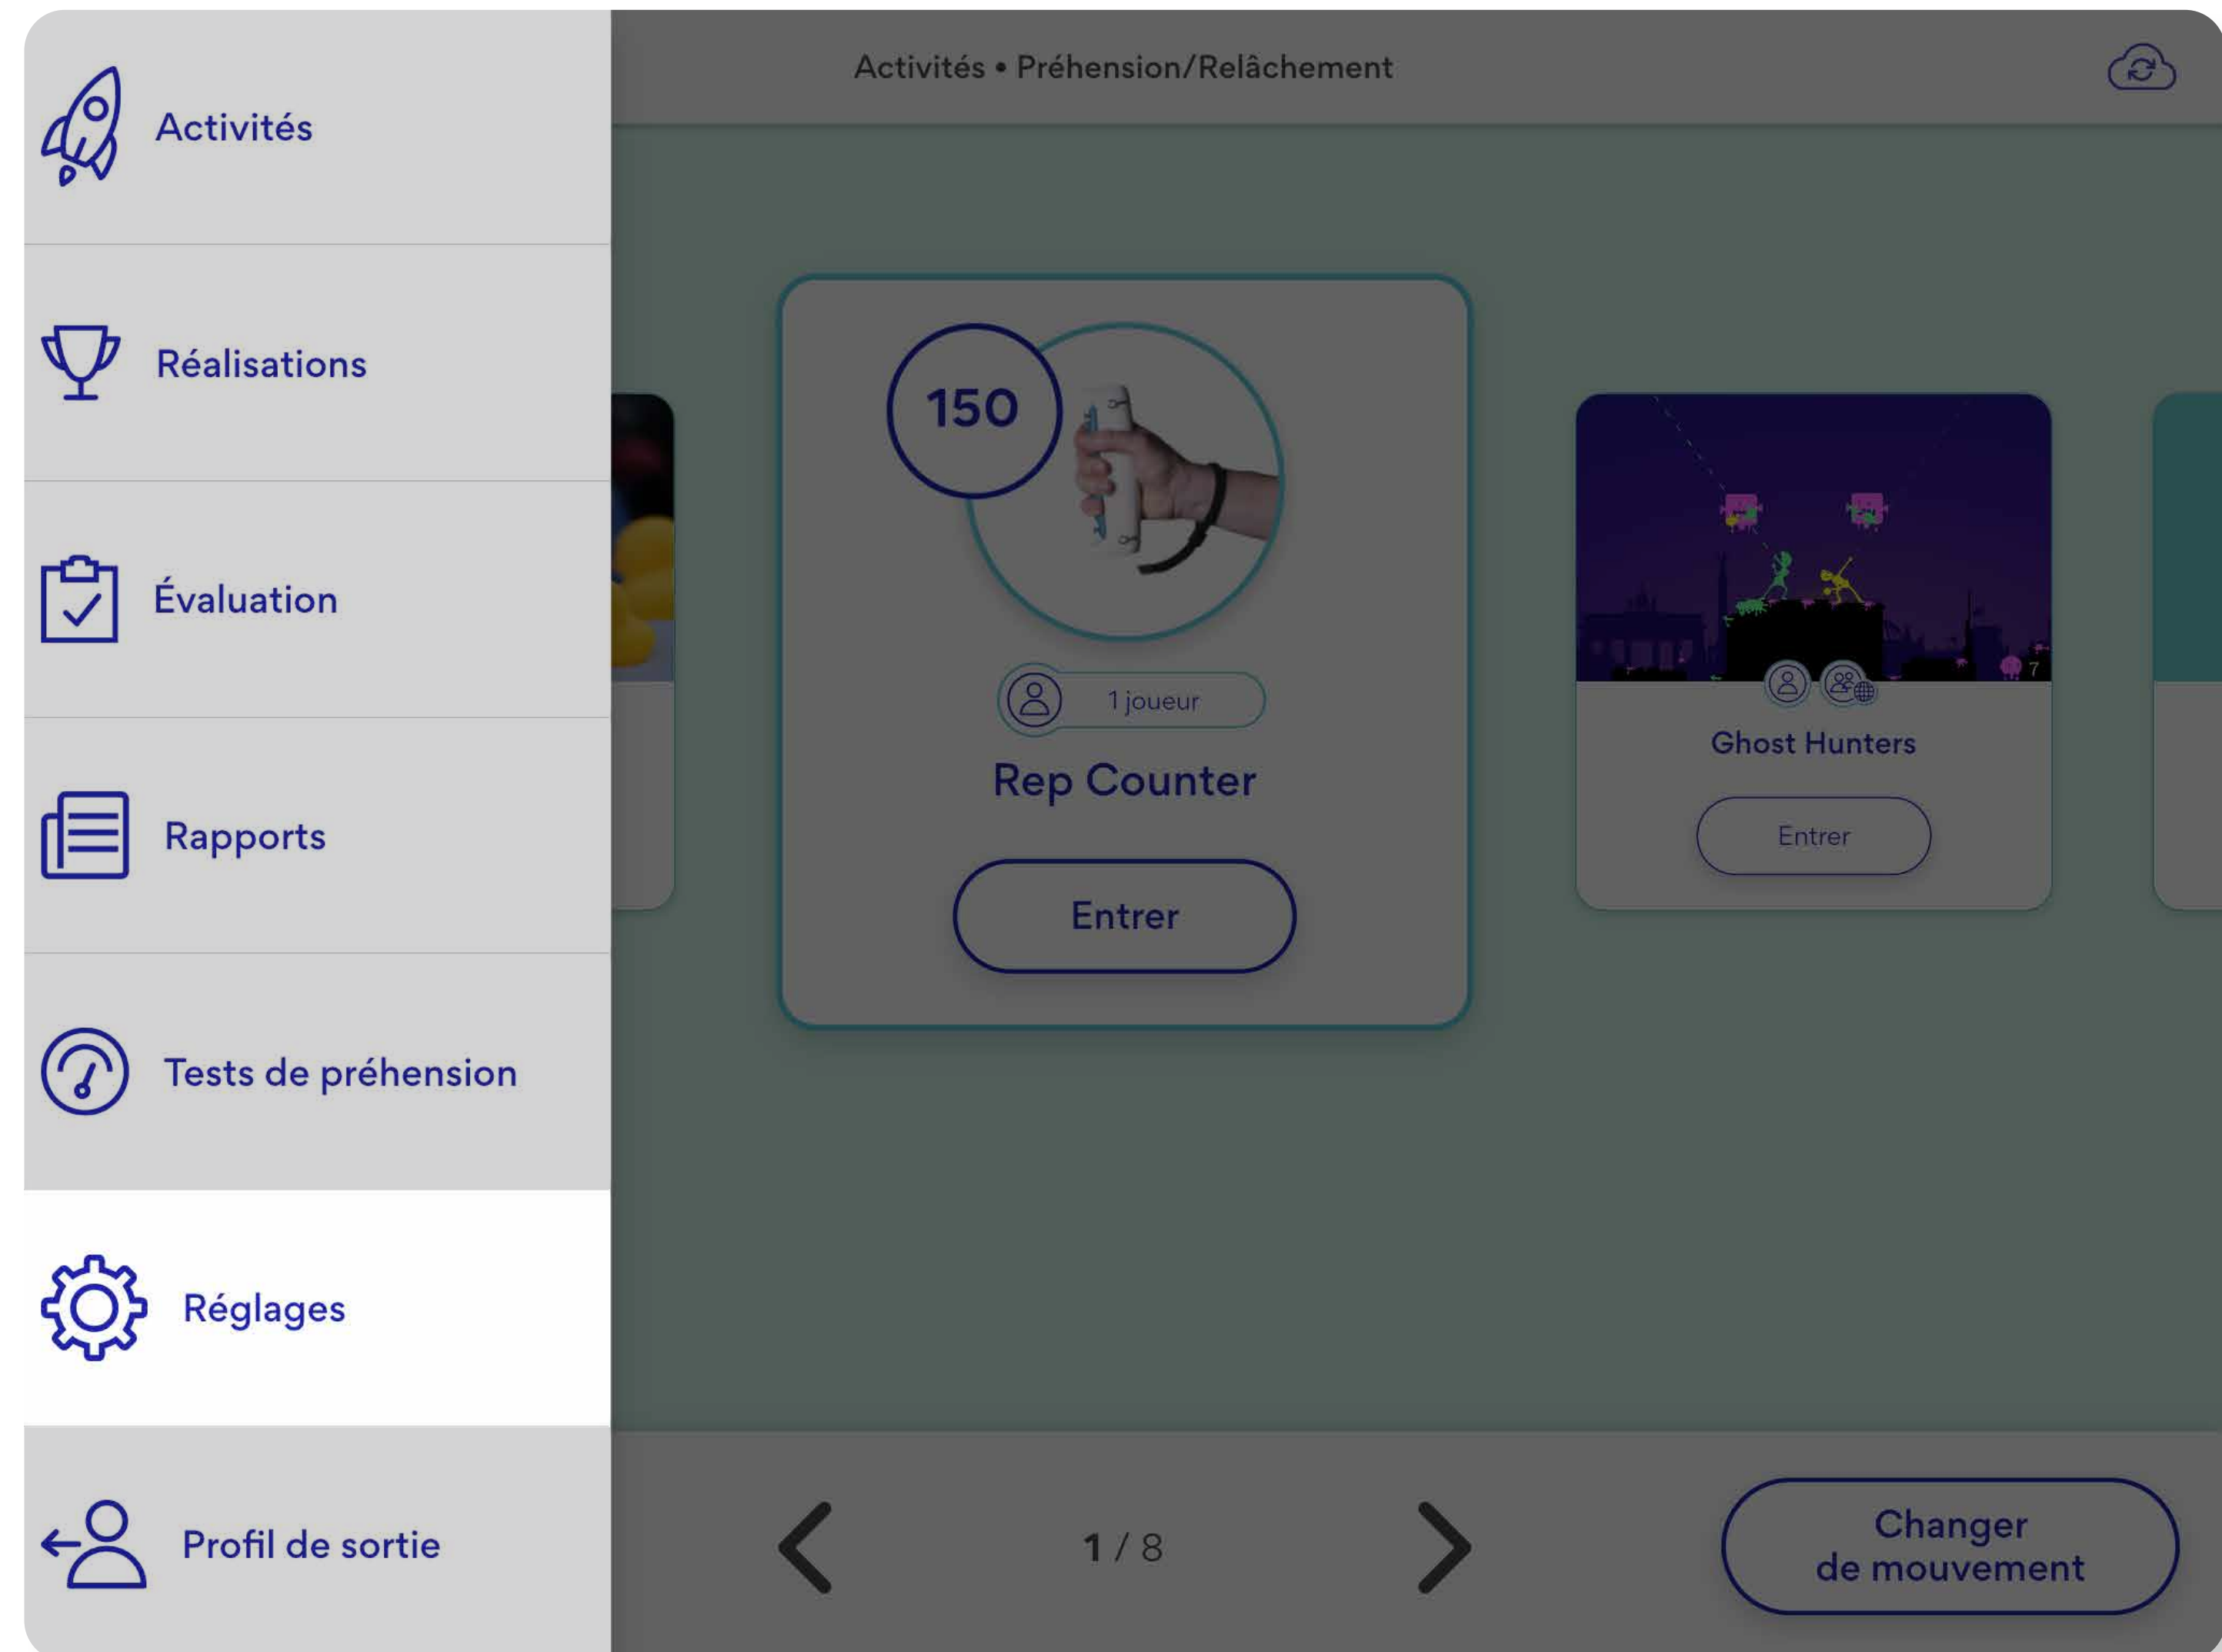 Activités
Réalisations
Évaluation
Rapports
Tests de préhension
Réglages
Profil de sortie
Activités • Préhension/Relâchement
150
1 joueur
Rep Counter
Entrer
7
Ghost Hunters
Entrer
1 / 8
Changer
de mouvement